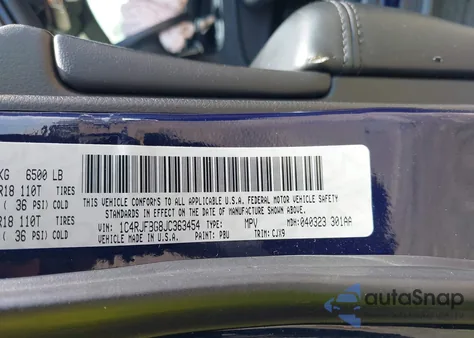 KG 6500 LB
R18 110T TIRES
( 36 PSI) COLD
R18 110T TIRES
( 36 PSI) COLD
THIS VEHICLE CONFORMS TO ALL APPLICABLE U.S.A. FEDERAL MOTOR VEHICLE SAFETY
STANDARDS IN EFFECT ON THE DATE OF MANUFACTURE SHOWN ABOVE.
VIN: 1C4RJF3G8JC363454 TYPE: MPV MDH:040323 301AA
VEHICLE MADE IN U.S.A. PAINT: PBU TRIM: CJX9
autoSnap